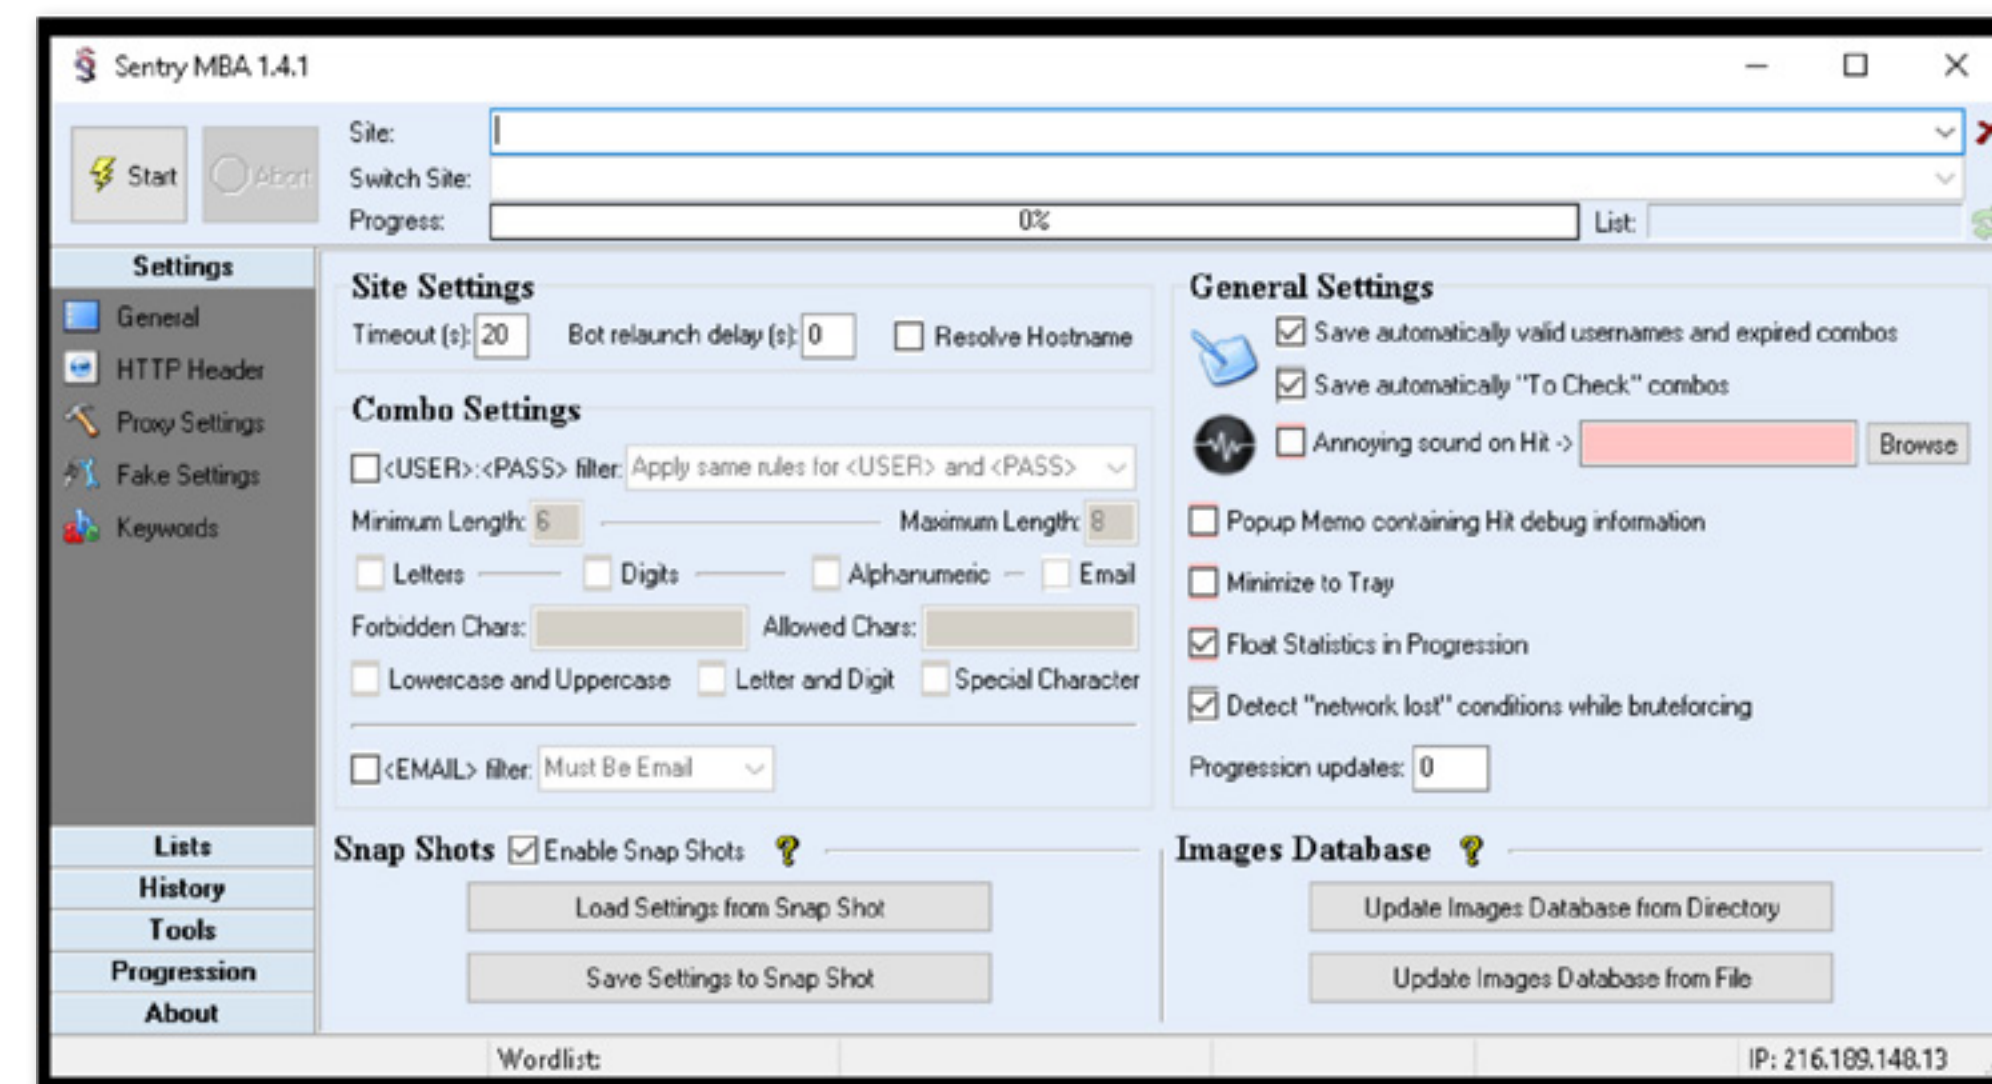 Sentry MBA 1.4.1
Start
Abort
Site:
Switch Site:
Progress: 0% List:
Settings
General
HTTP Header
Proxy Settings
Fake Settings
Keywords
Lists
History
Tools
Progression
About
Site Settings
Timeout (s): 20 Bot relaunch delay (s): 0 Resolve Hostname
Combo Settings
<USER>:<PASS> filter: Apply same rules for <USER> and <PASS>
Minimum Length: 6 Maximum Length: 8
Letters Digits Alphanumeric Email
Forbidden Chars: Allowed Chars:
Lowercase and Uppercase Letter and Digit Special Character
<EMAIL> filter: Must Be Email
Snap Shots Enable Snap Shots ?
Load Settings from Snap Shot
Save Settings to Snap Shot
General Settings
Save automatically valid usernames and expired combos
Save automatically "To Check" combos
Annoying sound on Hit -> Browse
Popup Memo containing Hit debug information
Minimize to Tray
Float Statistics in Progression
Detect "network lost" conditions while bruteforcing
Progression updates: 0
Images Database ?
Update Images Database from Directory
Update Images Database from File
Wordlist: IP: 216.189.148.13